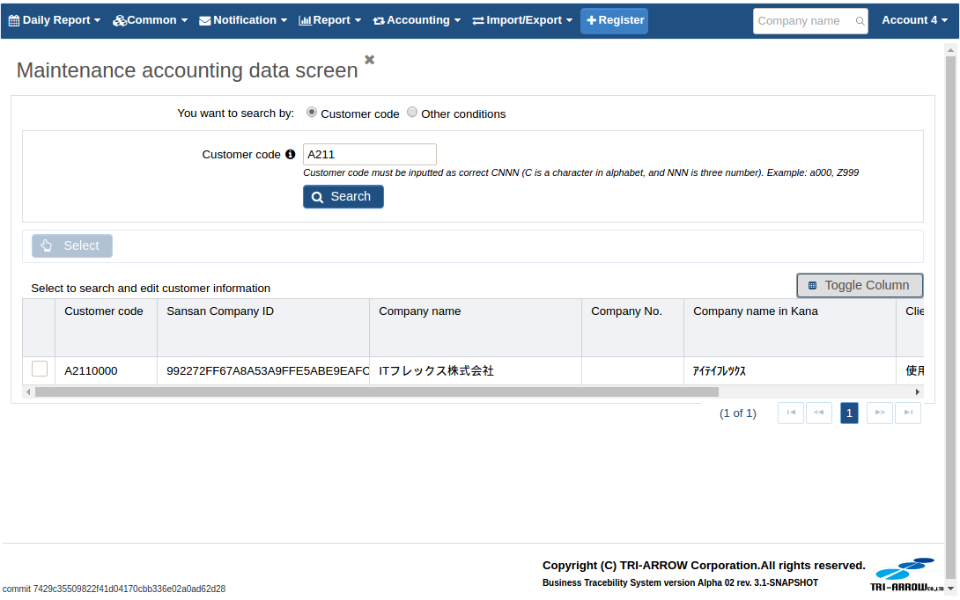 Daily Report Common Notification Report Accounting Import/Export Register Company name Account 4
Maintenance accounting data screen
You want to search by: Customer code Other conditions
Customer code A211
Customer code must be inputted as correct CNNN (C is a character in alphabet, and NNN is three number). Example: a000, Z999
Search
Select
Select to search and edit customer information Toggle Column
Customer code Sansan Company ID Company name Company No. Company name in Kana Clie
A2110000 992272FF67A8A53A9FFE5ABE9EAFC ITフレックス株式会社 アイテイフレックス 使用
(1 of 1) 1
Copyright (C) TRI-ARROW Corporation.All rights reserved.
Business Tracebility System version Alpha 02 rev. 3.1-SNAPSHOT
TRI-ARROW CO.,LTD
commit 7429c35509822f41d04170cbb336e02a0ad62d28